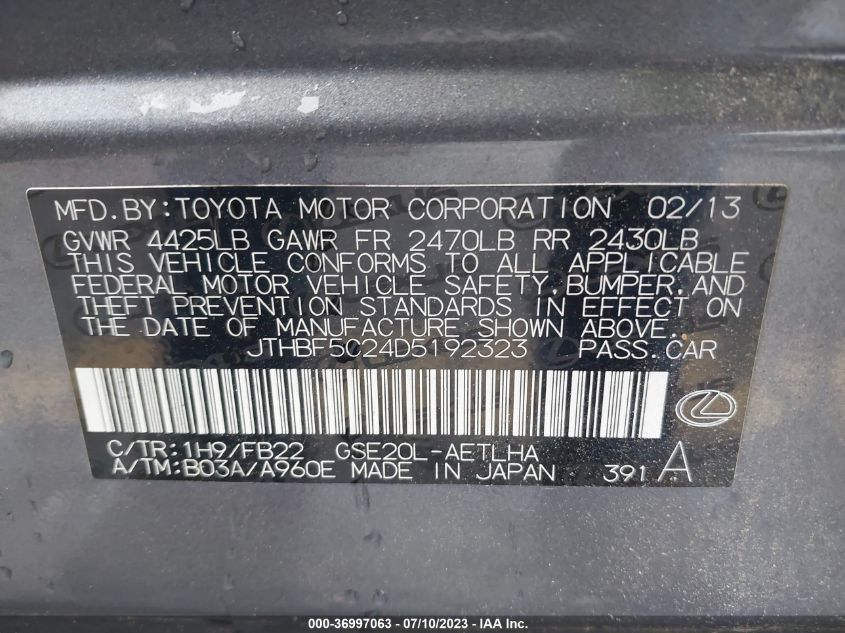 MFD.BY:TOYOTA MOTOR CORPORATION 02/13
GVWR 4425LB GAWR FR 2470LB RR 2430LB
THIS VEHICLE CONFORMS TO ALL APPLICABLE
FEDERAL MOTOR VEHICLE SAFETY,BUMPER,AND
THEFT PREVENTION STANDARDS IN EFFECT ON
THE DATE OF MANUFACTURE SHOWN ABOVE.
JTHBF5C24D5192323 PASS.CAR
C/TR:1H9/FB22 GSE20L-AETLHA
A/TM:B03A/A960E MADE IN JAPAN 391 A
000-36997063 - 07/10/2023 - IAA Inc.